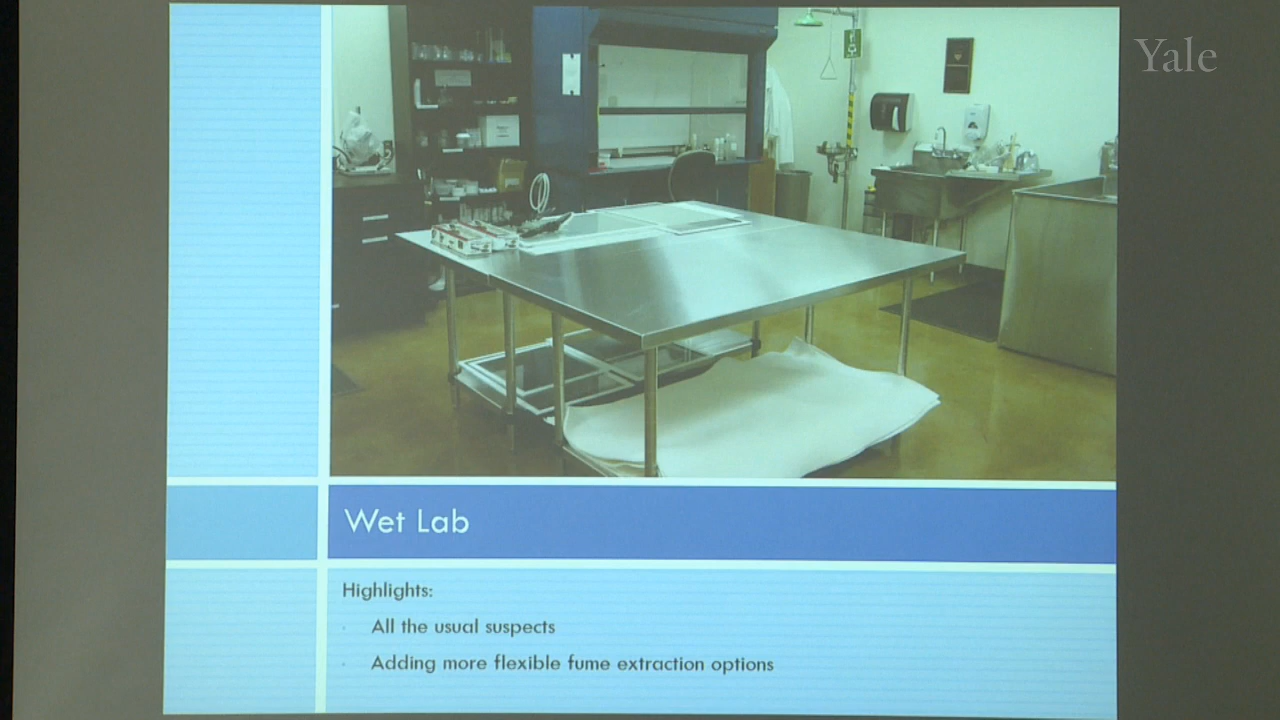 Yale
Wet Lab
Highlights:
All the usual suspects
Adding more flexible fume extraction options